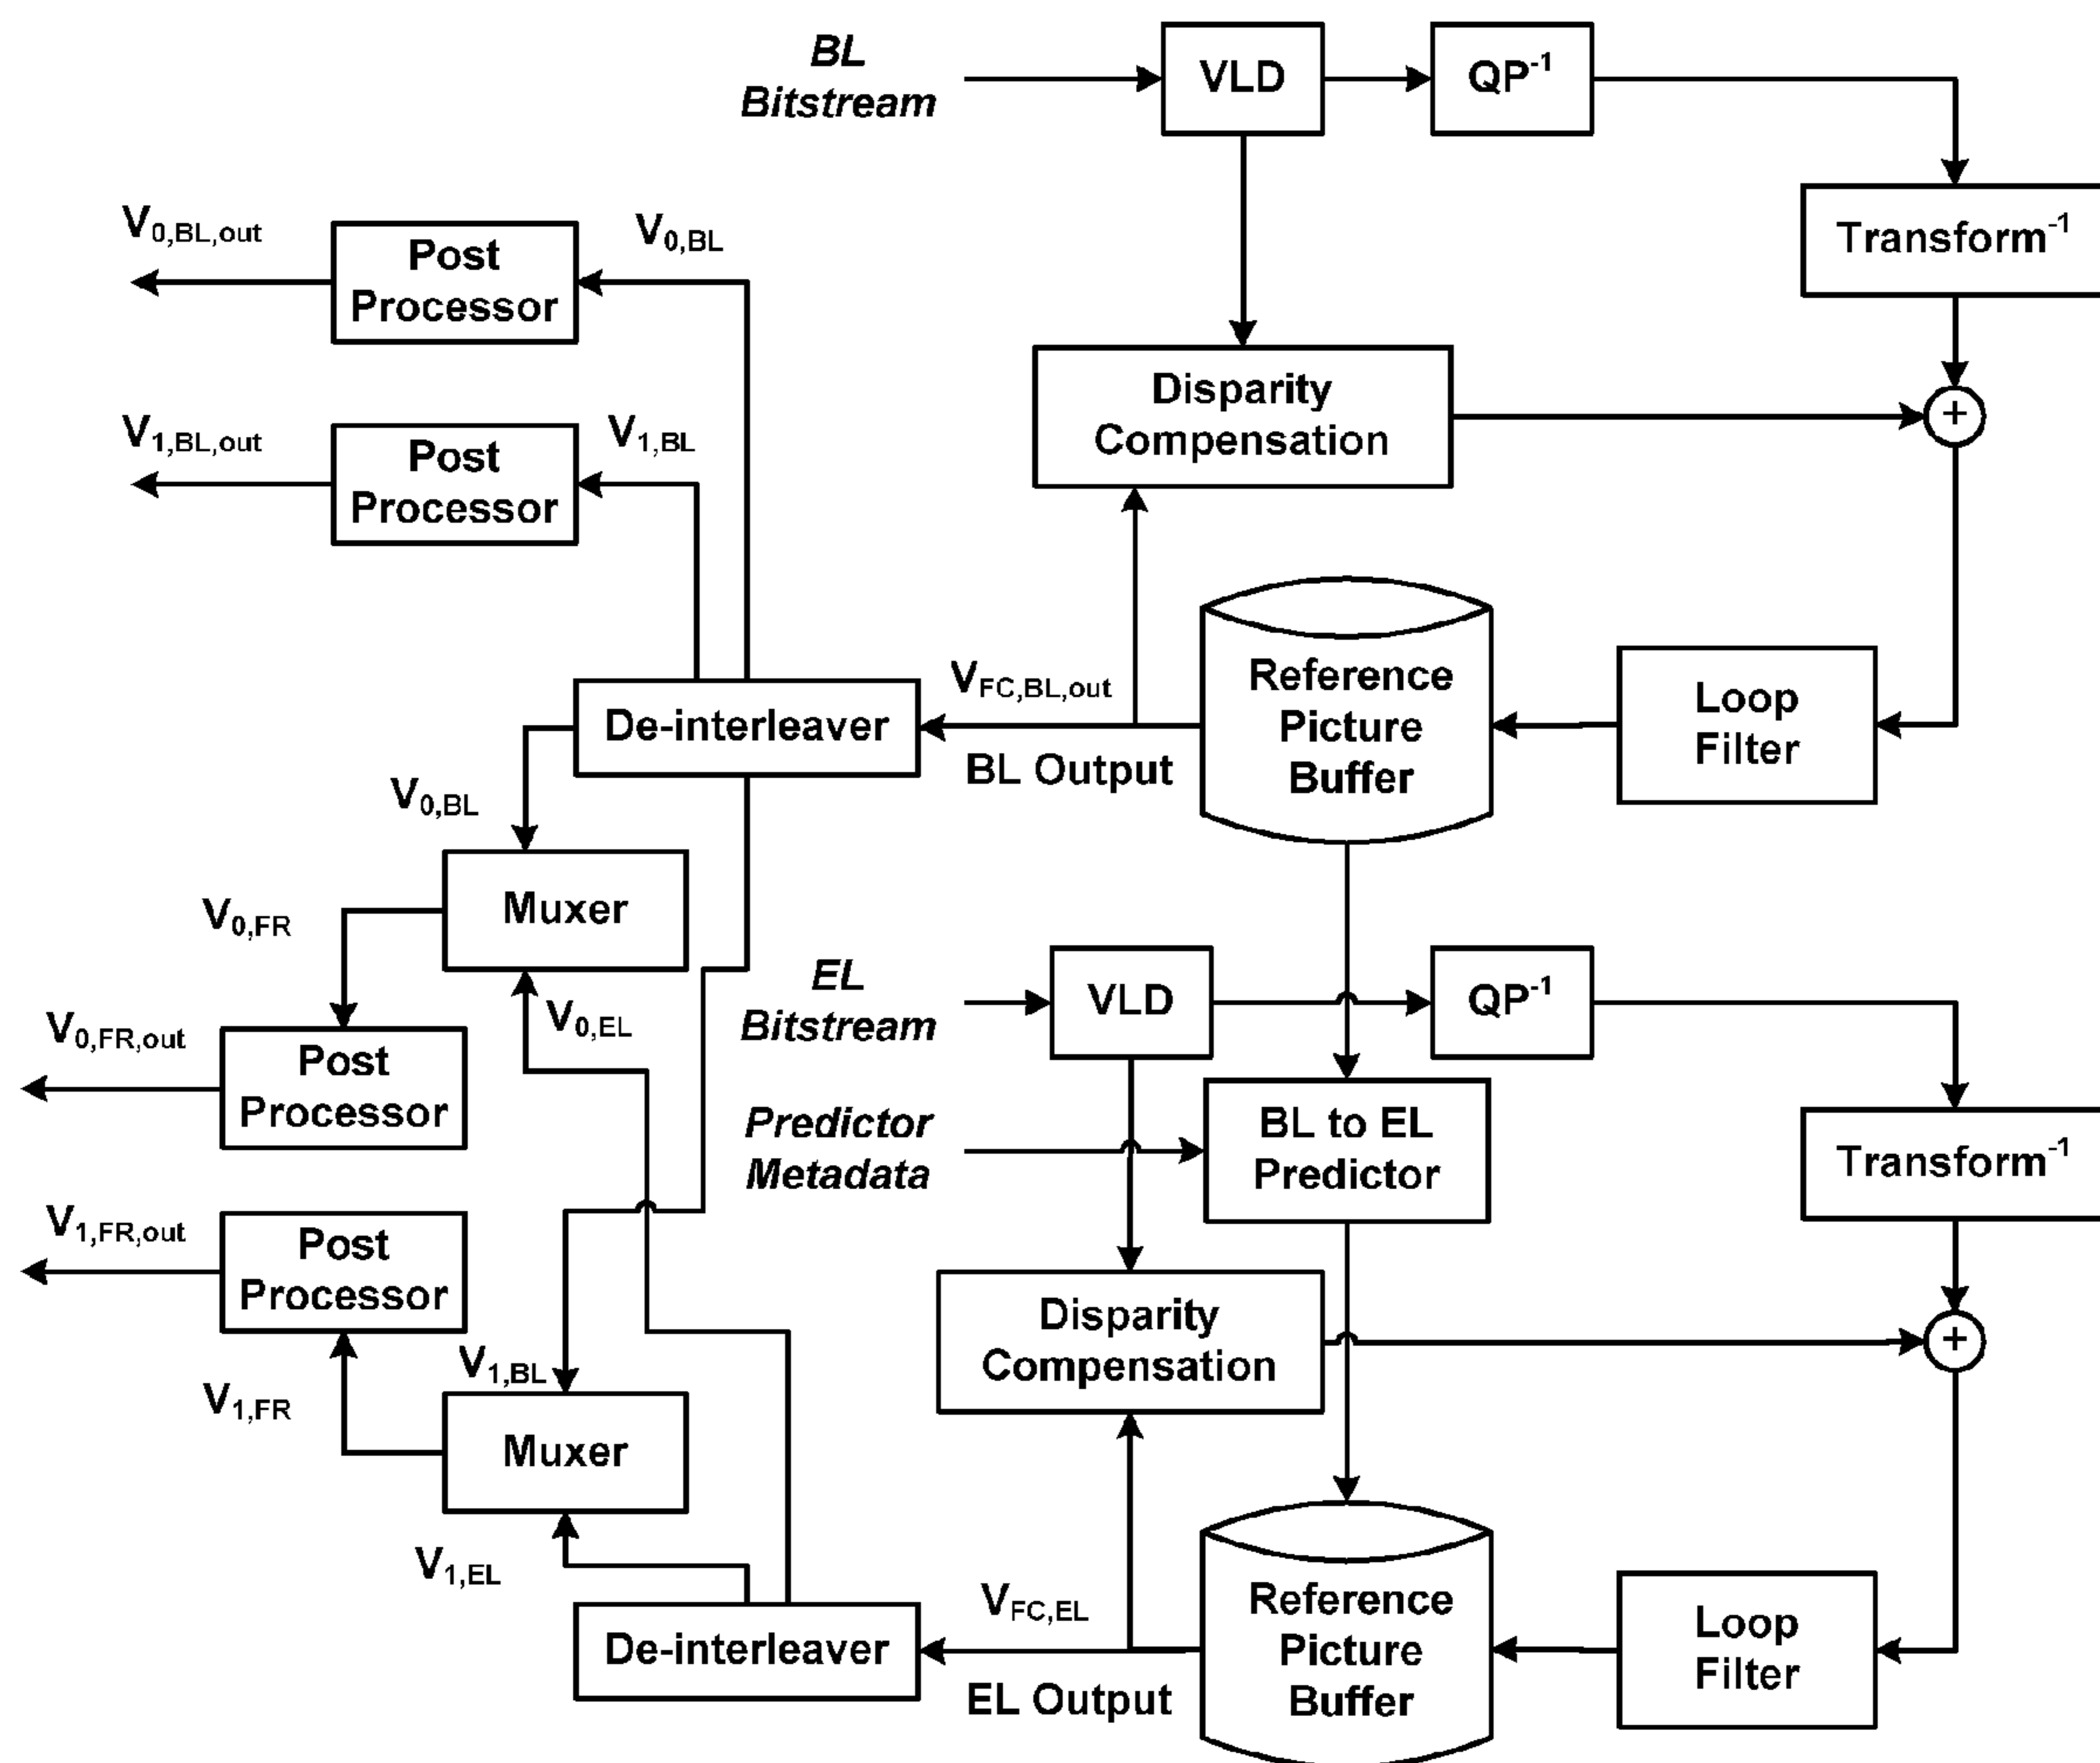 BL
Bitstream
VLD
QP-1
Transform-1
V0,BL,out
Post
Processor
V0,BL
Disparity
Compensation
+
V1,BL,out
Post
Processor
V1,BL
De-interleaver
VFC,BL,out
BL Output
Reference
Picture
Buffer
Loop
Filter
V0,BL
Muxer
V0,FR
V0,EL
EL
Bitstream
VLD
QP-1
V0,FR,out
Post
Processor
Predictor
Metadata
BL to EL
Predictor
Transform-1
V1,FR,out
Post
Processor
Disparity
Compensation
+
V1,BL
V1,FR
Muxer
V1,EL
De-interleaver
VFC,EL
EL Output
Reference
Picture
Buffer
Loop
Filter